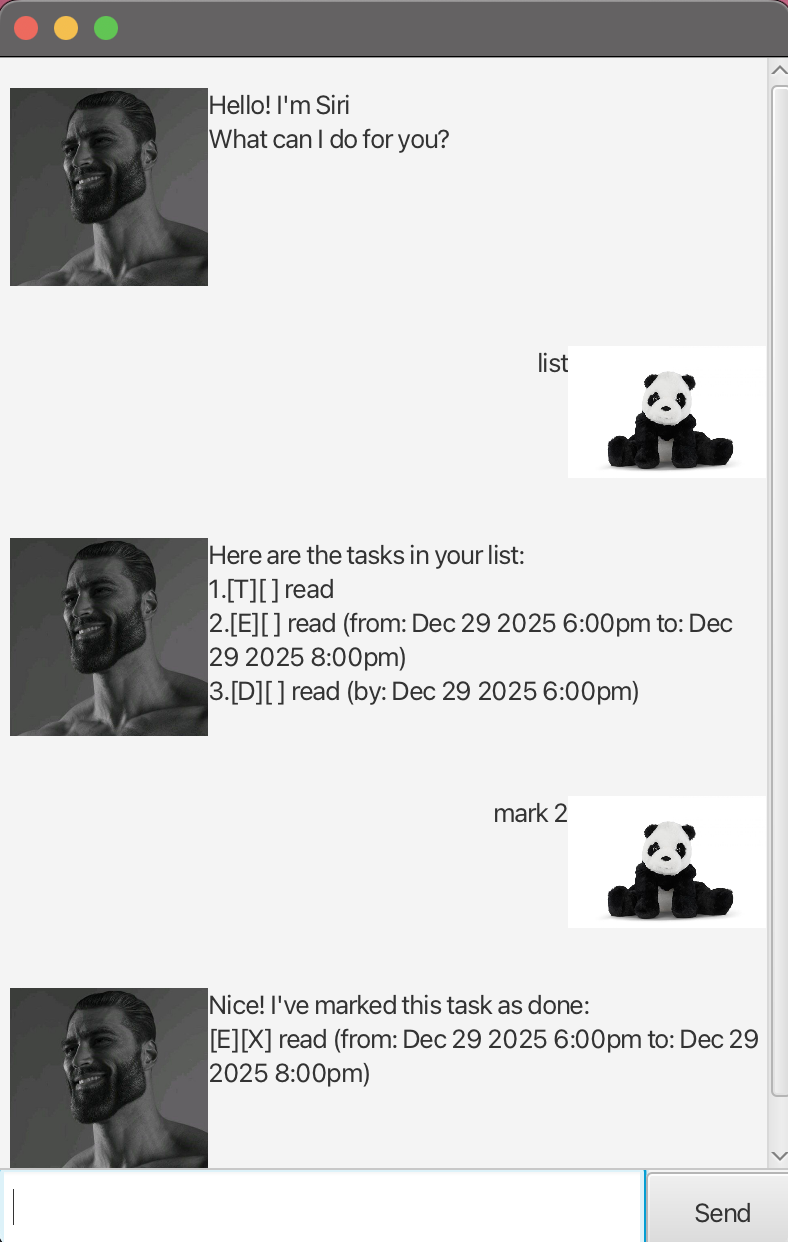 Hello! I'm Siri
What can I do for you?
list
Here are the tasks in your list:
1.[T][ ] read
2.[E][ ] read (from: Dec 29 2025 6:00pm to: Dec
29 2025 8:00pm)
3.[D][ ] read (by: Dec 29 2025 6:00pm)
mark 2
Nice! I've marked this task as done:
[E][X] read (from: Dec 29 2025 6:00pm to: Dec 29
2025 8:00pm)
Send